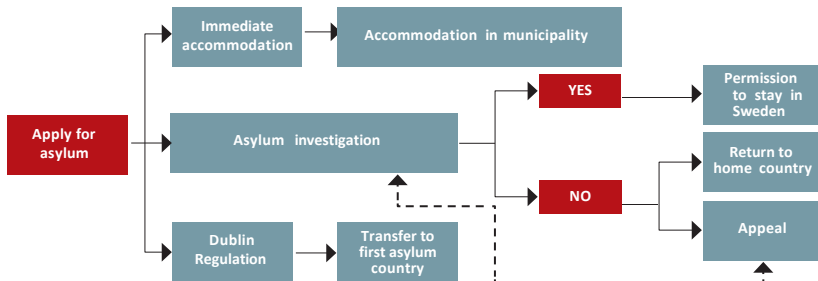 Immediate
accommodation
Accommodation in municipality
Apply for
asylum
Asylum investigation
YES
Permission
to stay in
Sweden
NO
Return to
home country
Appeal
Dublin
Regulation
Transfer to
first asylum
country